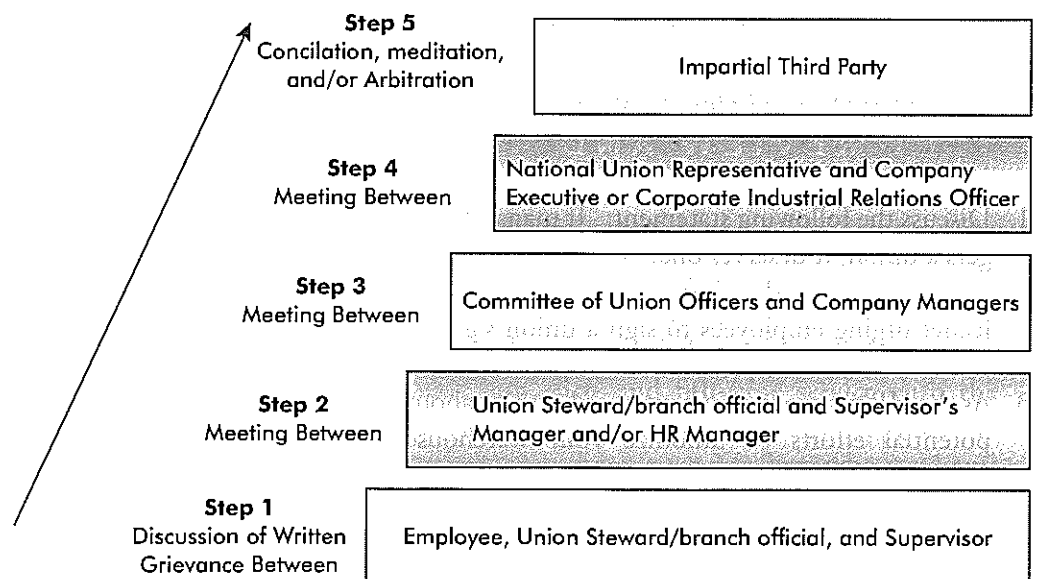 Step 5
Concilation, meditation,
and/or Arbitration
Impartial Third Party
Step 4
Meeting Between
National Union Representative and Company
Executive or Corporate Industrial Relations Officer
Step 3
Meeting Between
Committee of Union Officers and Company Managers
Step 2
Meeting Between
Union Steward/branch official and Supervisor's
Manager and/or HR Manager
Step 1
Discussion of Written
Grievance Between
Employee, Union Steward/branch official, and Supervisor